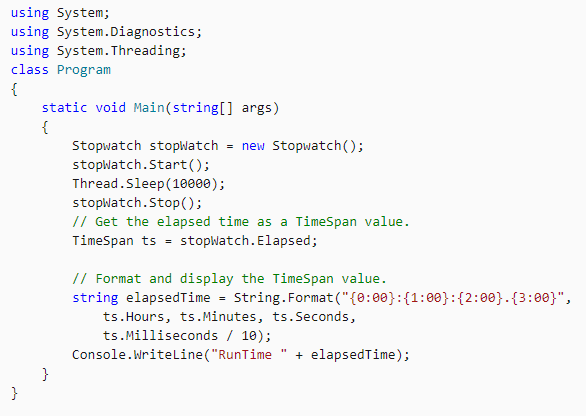 using System;
using System.Diagnostics;
using System.Threading;
class Program
{
    static void Main(string[] args)
    {
        Stopwatch stopWatch = new Stopwatch();
        stopWatch.Start();
        Thread.Sleep(10000);
        stopWatch.Stop();
        // Get the elapsed time as a TimeSpan value.
        TimeSpan ts = stopWatch.Elapsed;

        // Format and display the TimeSpan value.
        string elapsedTime = String.Format("{0:00}:{1:00}:{2:00}.{3:00}",
            ts.Hours, ts.Minutes, ts.Seconds,
            ts.Milliseconds / 10);
        Console.WriteLine("RunTime " + elapsedTime);
    }
}